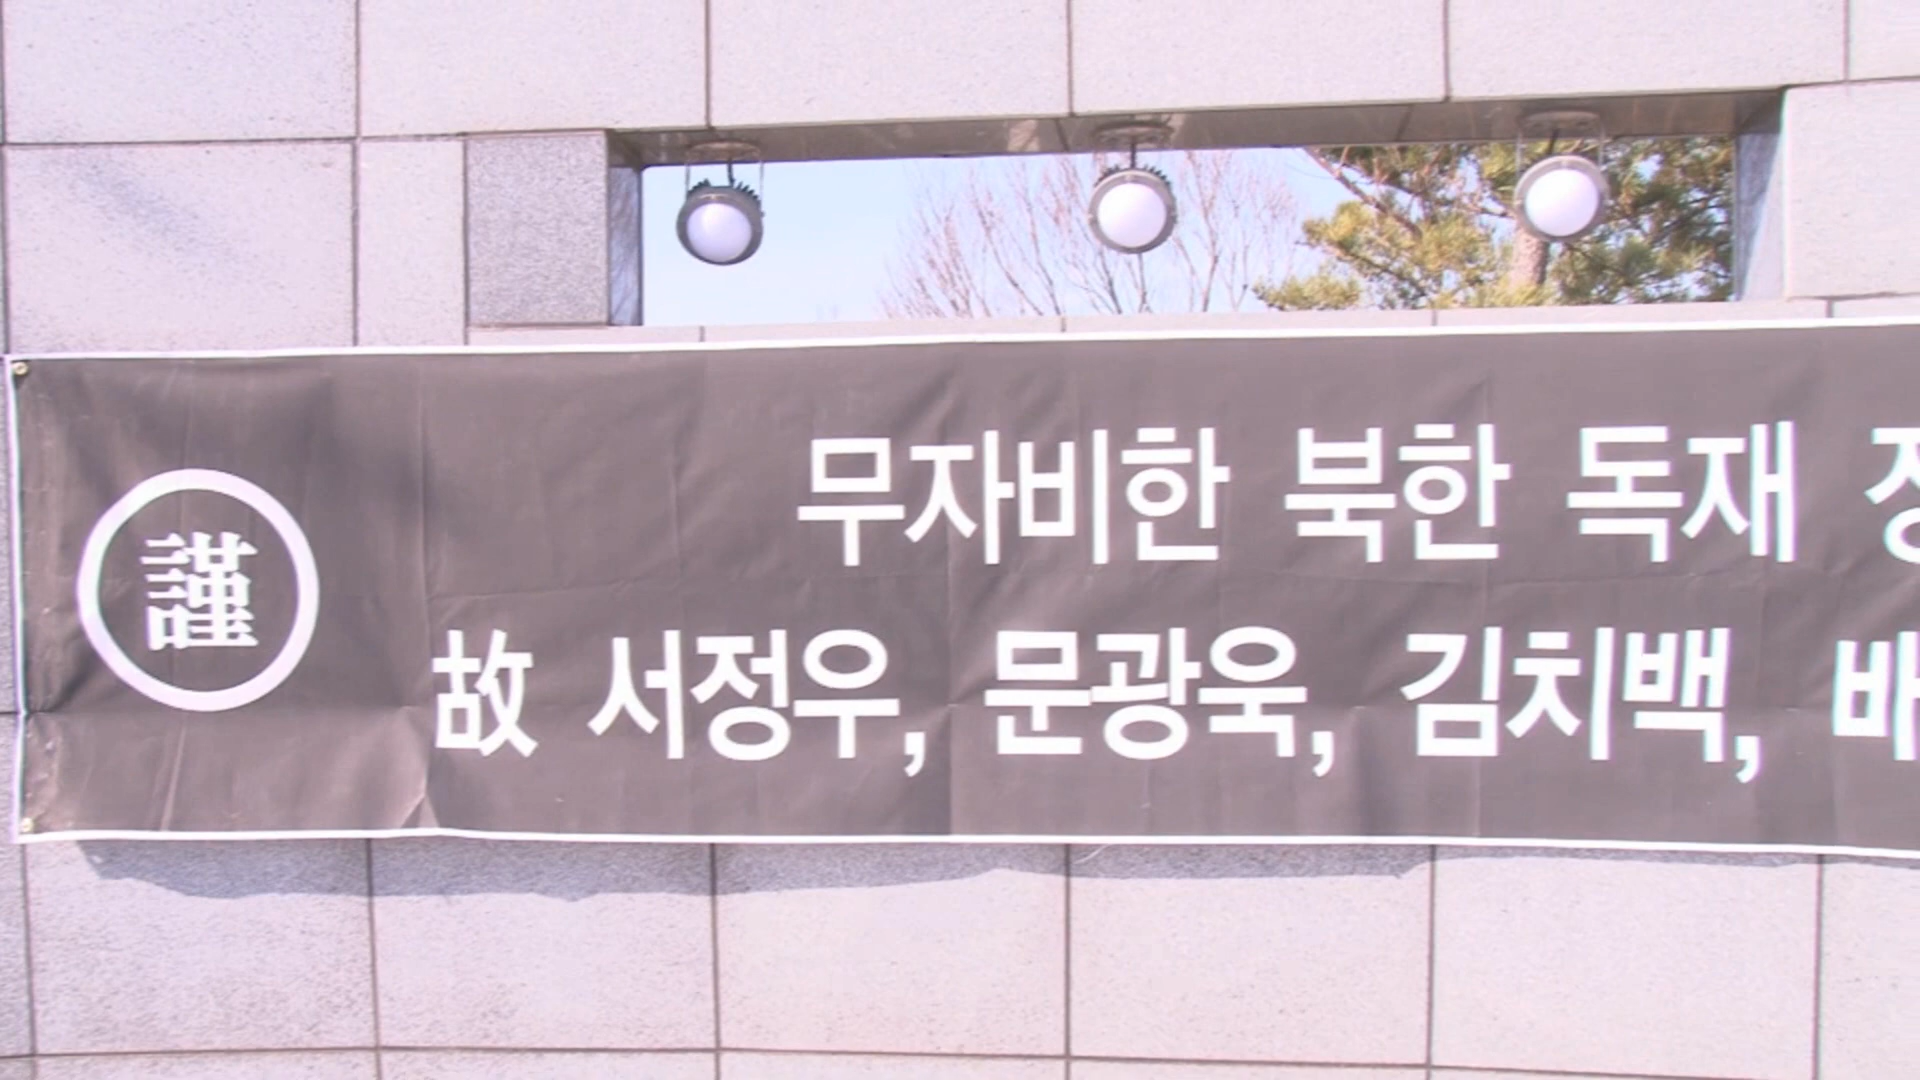 謹
무자비한 북한 독재
故 서정우, 문광욱, 김치백,